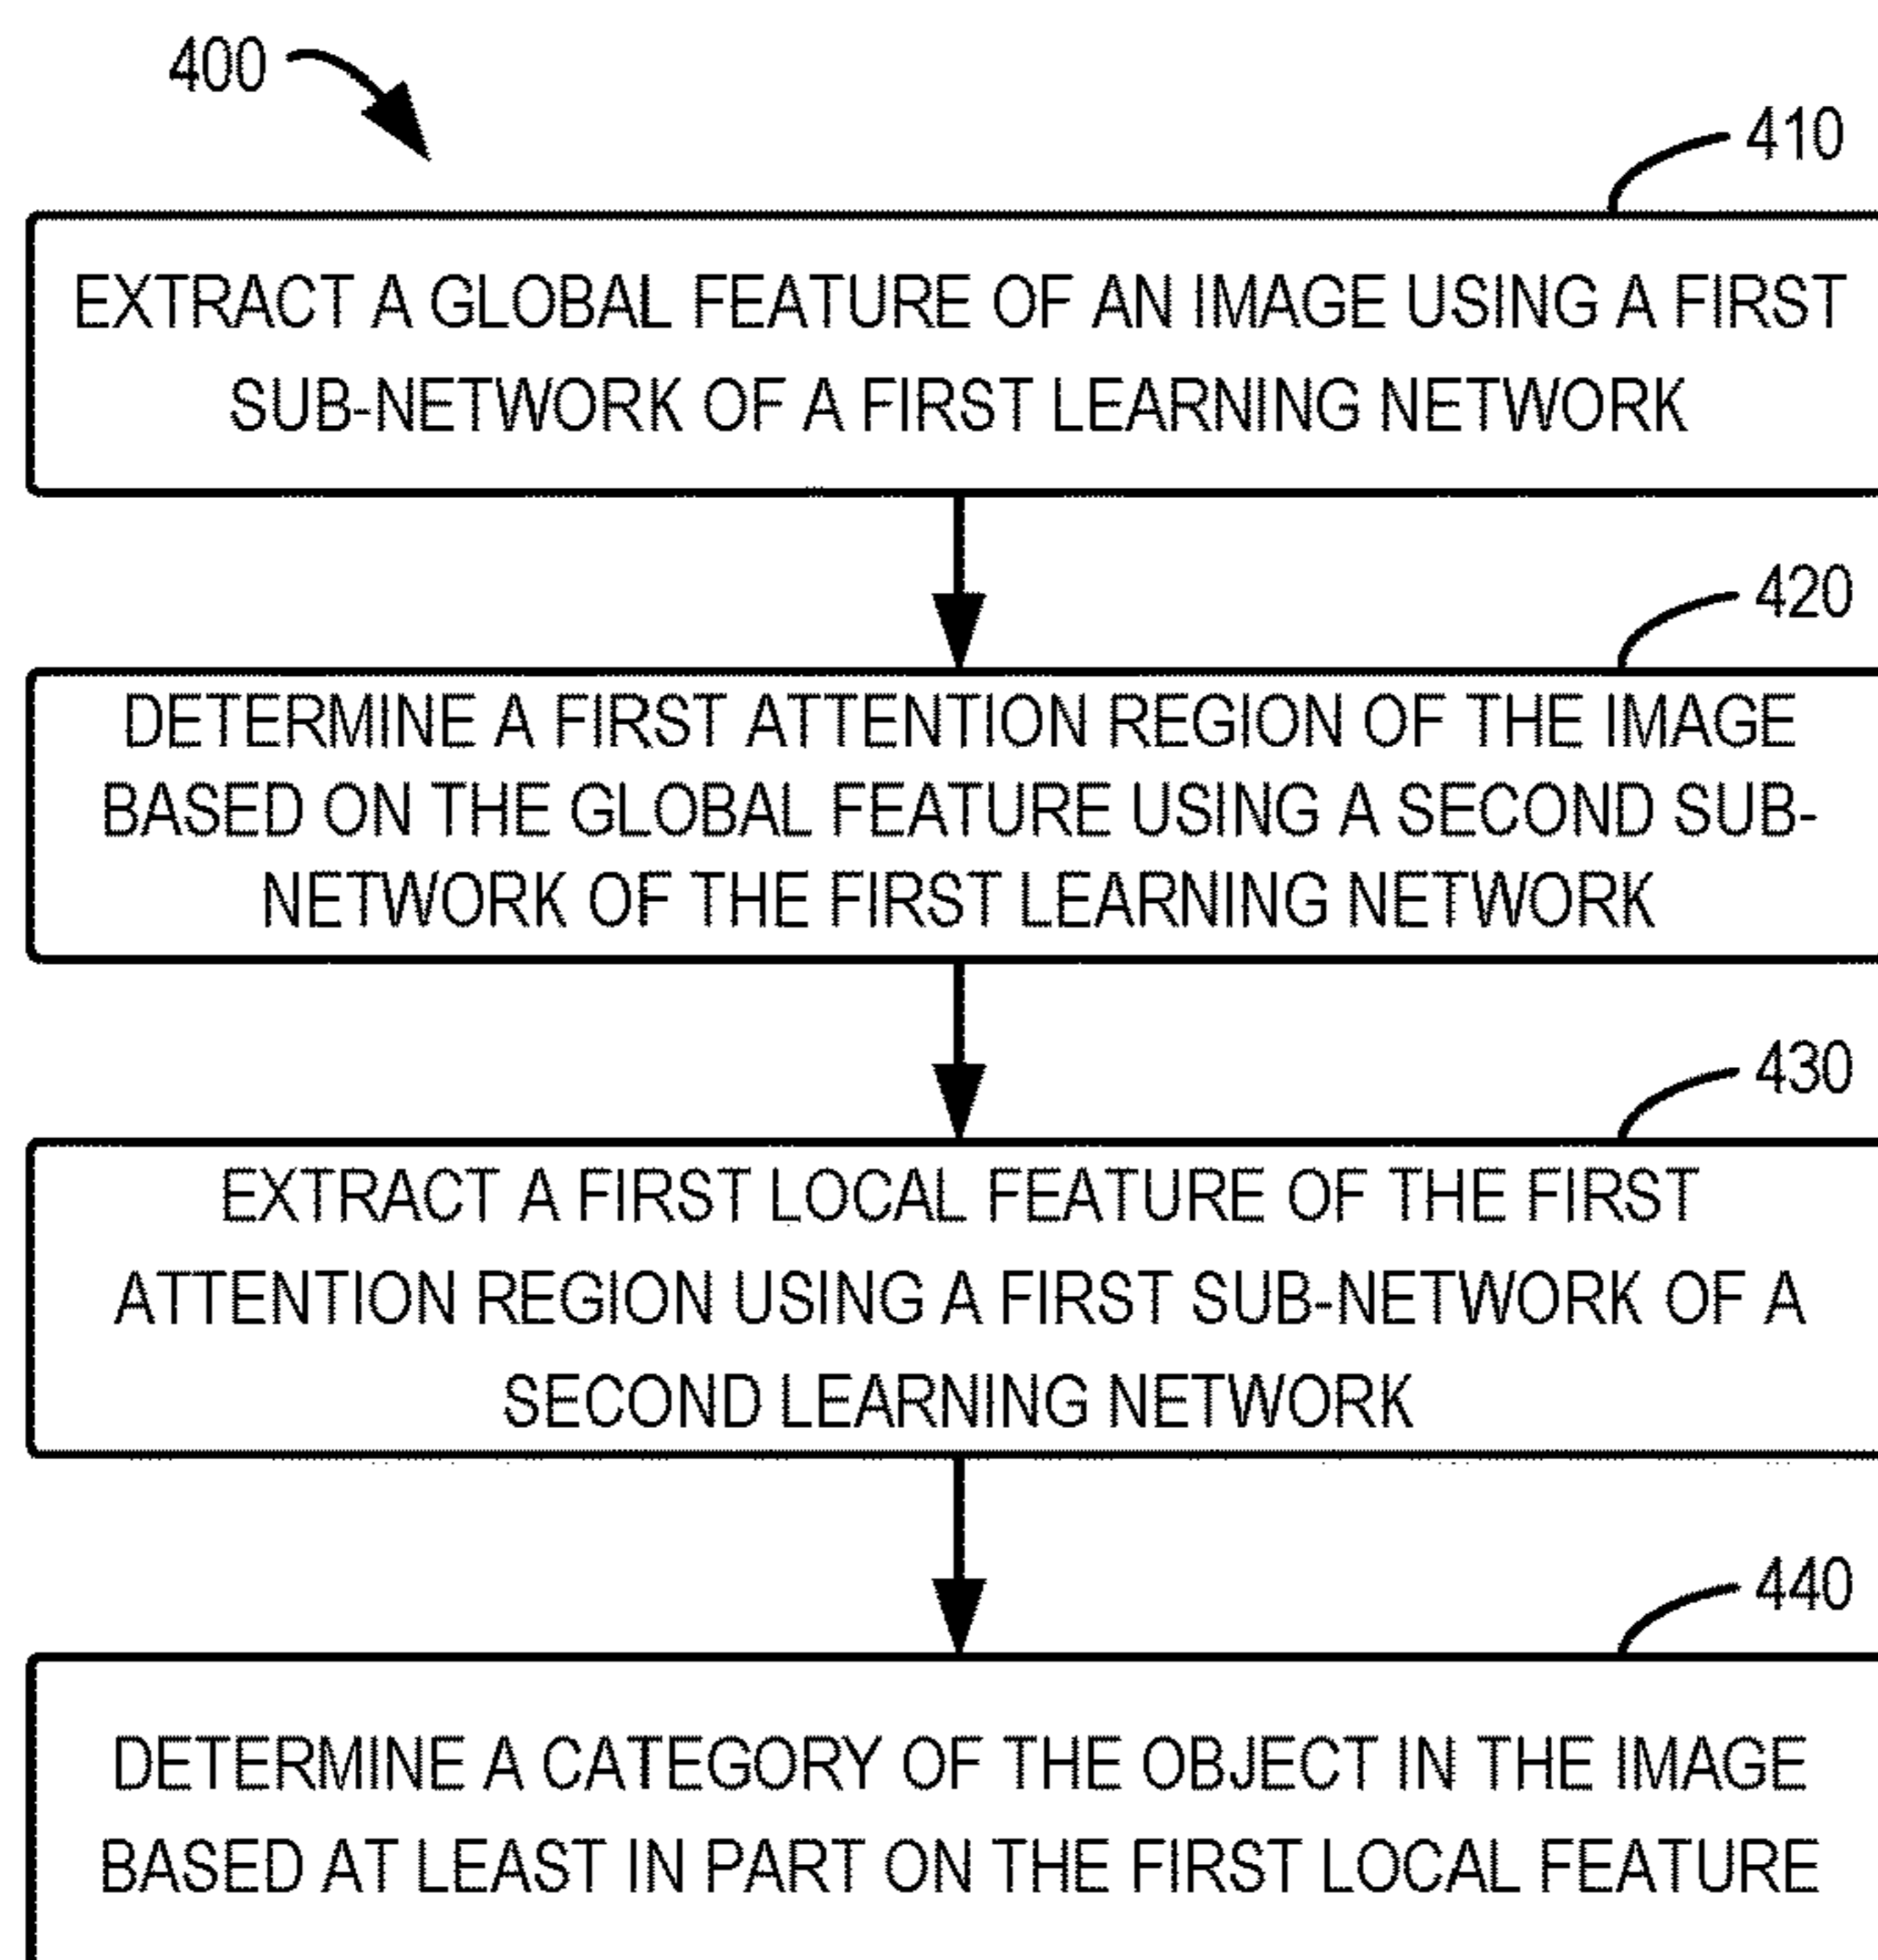 400
410
EXTRACT A GLOBAL FEATURE OF AN IMAGE USING A FIRST
SUB-NETWORK OF A FIRST LEARNING NETWORK
420
DETERMINE A FIRST ATTENTION REGION OF THE IMAGE
BASED ON THE GLOBAL FEATURE USING A SECOND SUB-
NETWORK OF THE FIRST LEARNING NETWORK
430
EXTRACT A FIRST LOCAL FEATURE OF THE FIRST
ATTENTION REGION USING A FIRST SUB-NETWORK OF A
SECOND LEARNING NETWORK
440
DETERMINE A CATEGORY OF THE OBJECT IN THE IMAGE
BASED AT LEAST IN PART ON THE FIRST LOCAL FEATURE